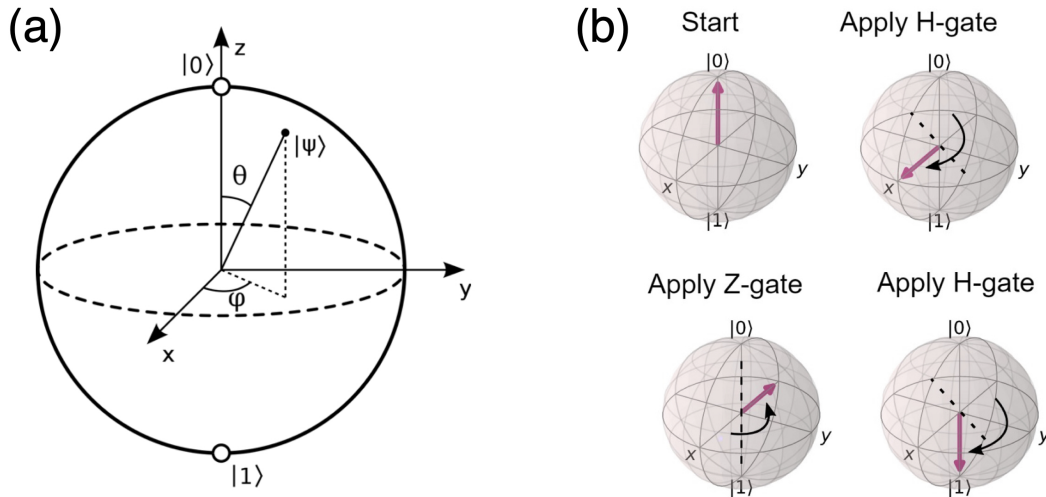 (a)
z
|0⟩
|ψ⟩
θ
y
φ
x
|1⟩
(b)
Start
|0⟩
x
y
|1⟩
Apply H-gate
|0⟩
x
y
|1⟩
Apply Z-gate
|0⟩
x
y
|1⟩
Apply H-gate
|0⟩
x
y
|1⟩